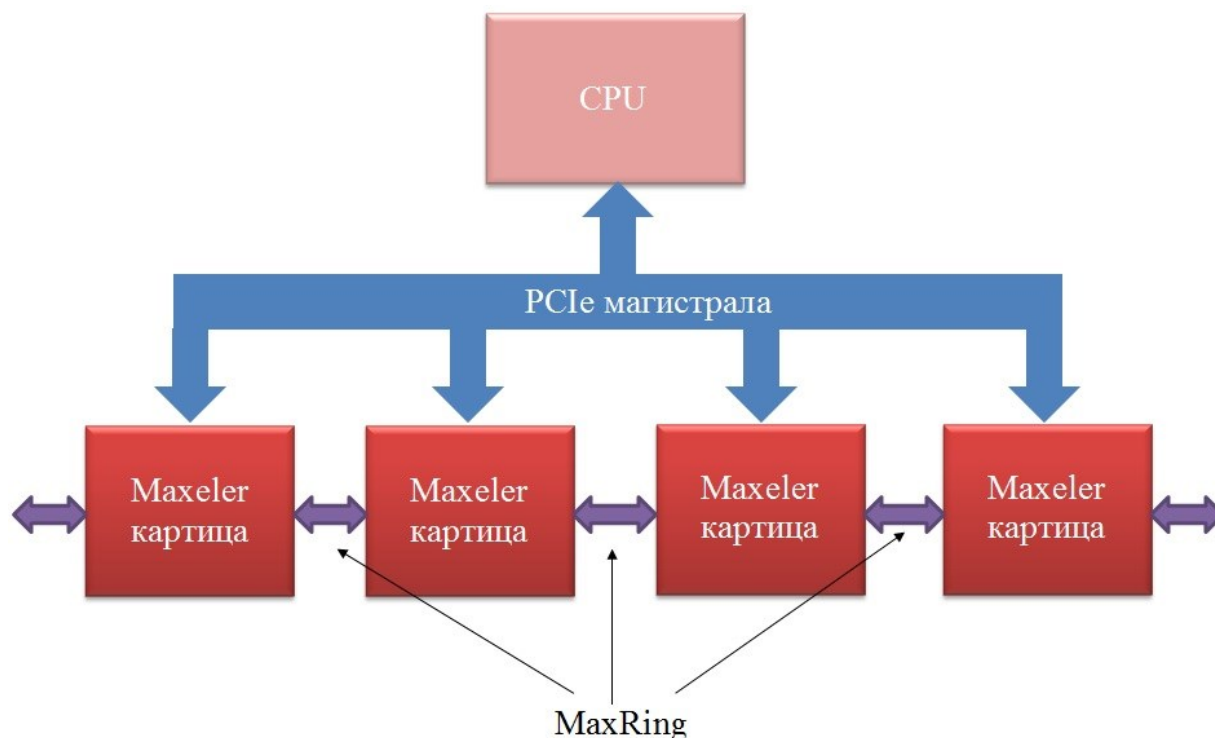 CPU
PCIe магистрала
Maxeler
картица
Maxeler
картица
Maxeler
картица
Maxeler
картица
MaxRing